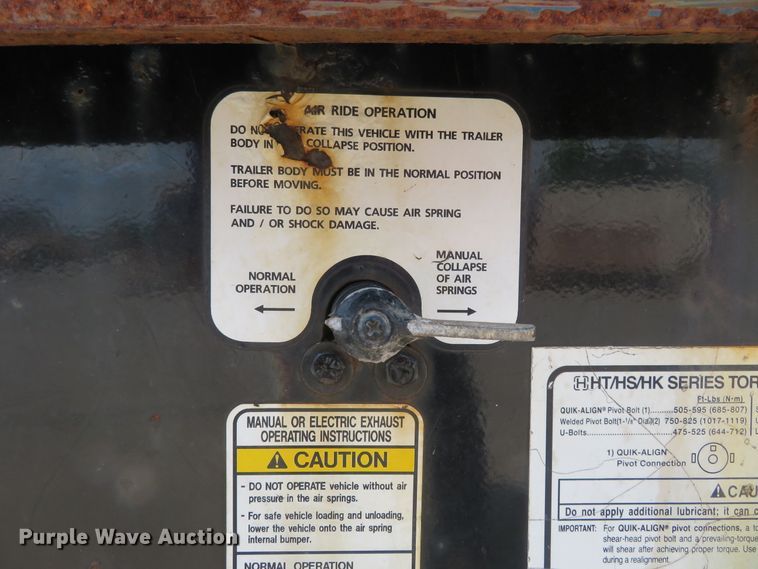 AIR RIDE OPERATION
DO THIS VEHICLE WITH THE TRAILER
BODY IN COLLAPSE POSITION.
TRAILER BODY MUST BE IN THE NORMAL POSITION
BEFORE MOVING.
FAILURE TO DO SO MAY CAUSE AIR SPRING
AND / OR SHOCK DAMAGE.
NORMAL
OPERATION
MANUAL
COLLAPSE
OF AIR
SPRINGS
MANUAL OR ELECTRIC EXHAUST
OPERATING INSTRUCTIONS
CAUTION
- DO NOT OPERATE vehicle without air
pressure in the air springs.
- For safe vehicle loading and unloading,
lower the vehicle onto the air spring
internal bumper.
NORMAL OPERATION
HT/HS/HK SERIES TOR
Ft-Lbs (N-m)
QUIK-ALIGN® Pivot Bolt (1) 505-595 (685-807)
Welded Pivot Bolt(1-1/8" Dia.)(2) 750-825 (1017-1119)
U-Bolts 475-525 (644-712)
1) QUIK-ALIGN
Pivot Connection
CAU
Do not apply additional lubricant; it can c
IMPORTANT: For QUIK-ALIGN® pivot connections, a to
shear-head pivot bolt and a prevailing-torque
will shear after achieving proper torque. Use
during a realignment
Purple Wave Auction